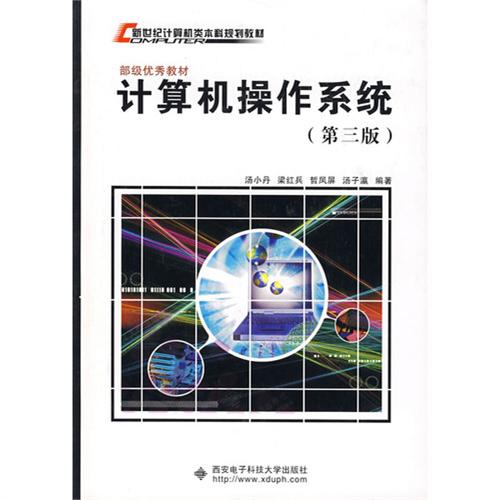 新世纪计算机类本科规划教材
COMPUTER
部级优秀教材
计算机操作系统
（第三版）
汤小丹 梁红兵 哲凤屏 汤子瀛 编著
西安电子科技大学出版社
http://www.xduph.com